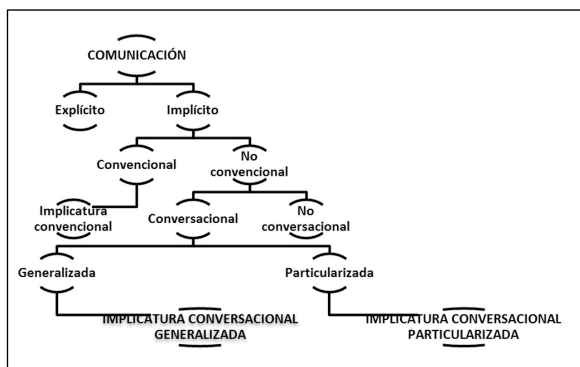 COMUNICACIÓN
Explícito
Implícito
Convencional
No
convencional
Implicatura
convencional
Conversacional
No
conversacional
Generalizada
Particularizada
IMPLICATURA CONVERSACIONAL
GENERALIZADA
IMPLICATURA CONVERSACIONAL
PARTICULARIZADA